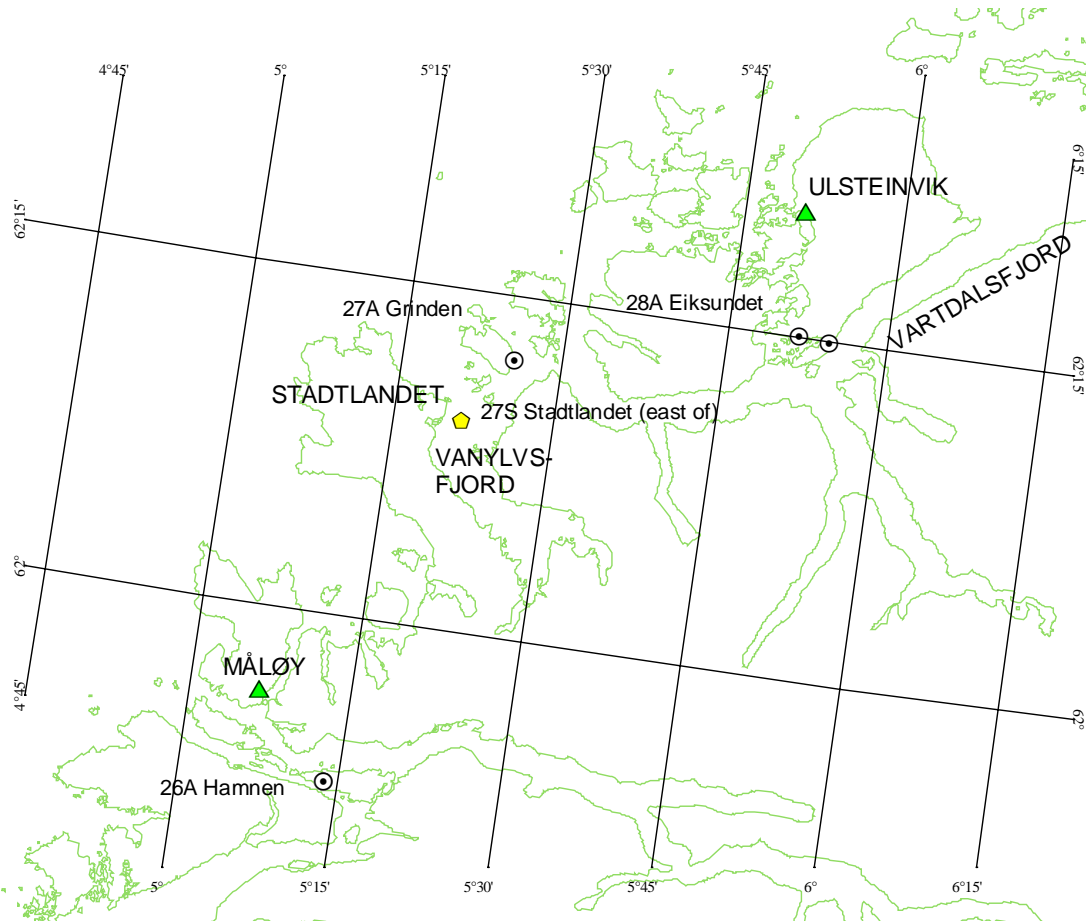 4°45'
5°
5°15'
5°30'
5°45'
6°
6°15'
62°15'
ULSTEINVIK
VARTDALSFJORD
27A Grinden
28A Eiksundet
62°15'
STADTLANDET
27S Stadtlandet (east of)
VANYLVS-
FJORD
62°
MÅLØY
4°45'
62°
26A Hamnen
5°
5°15'
5°30'
5°45'
6°
6°15'